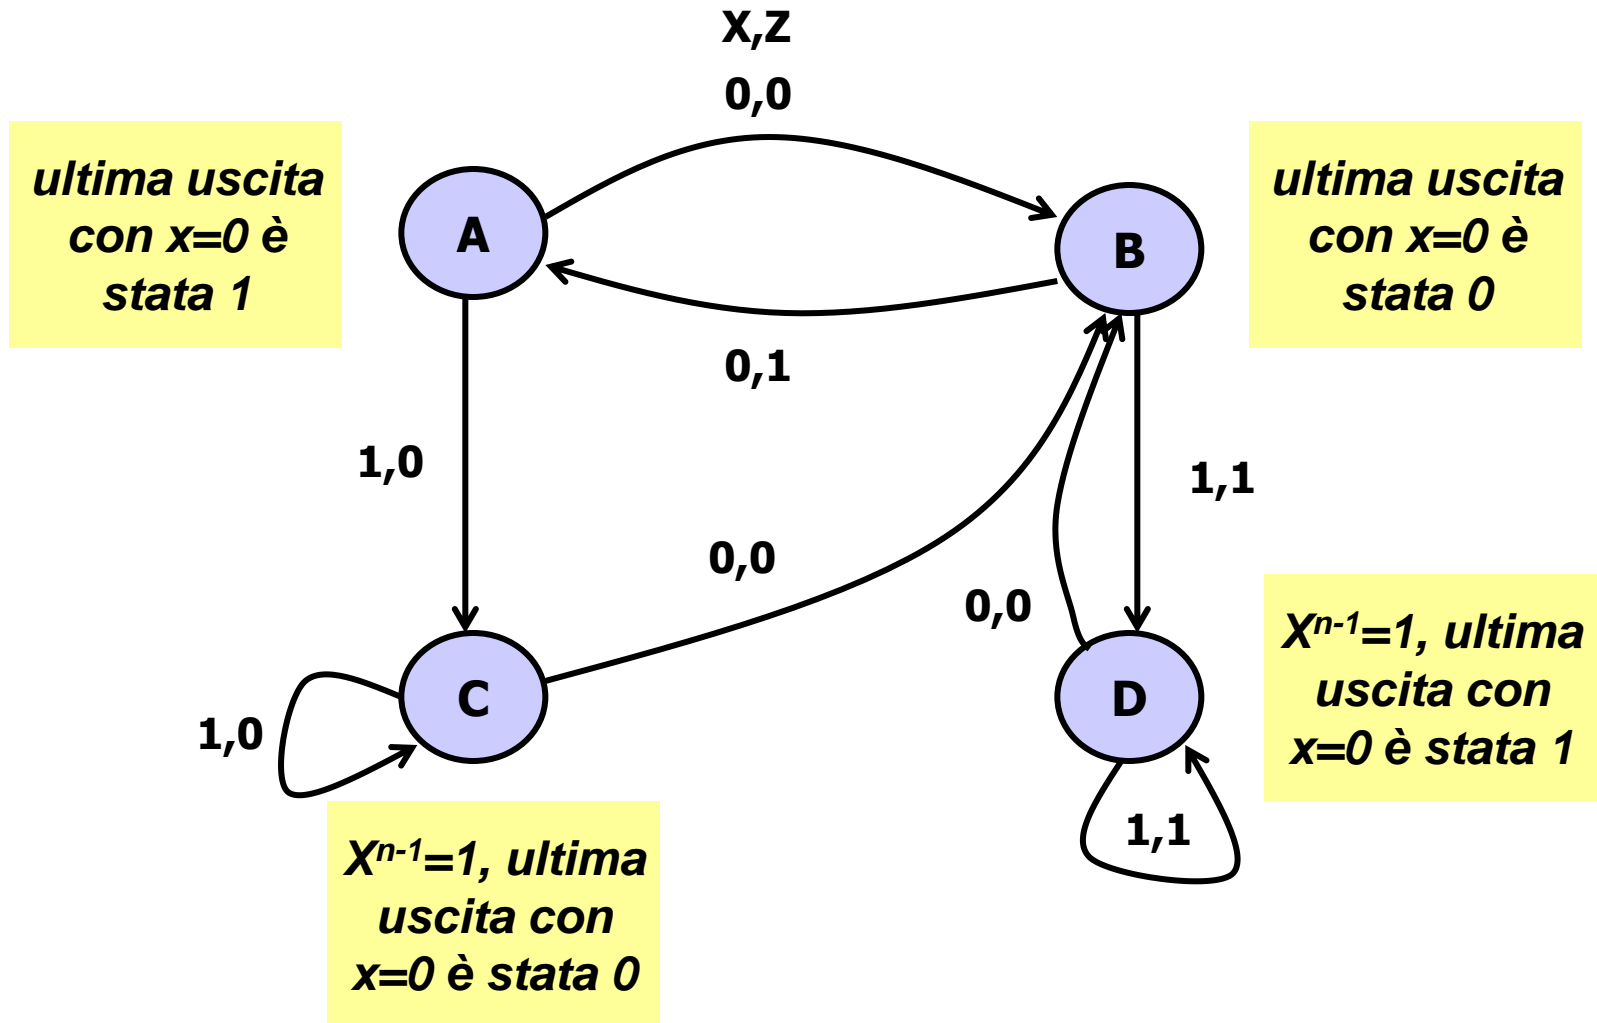 X,Z
0,0
ultima uscita
con x=0 è
stata 1
A
B
ultima uscita
con x=0 è
stata 0
0,1
1,0
1,1
0,0
0,0
C
D
Xn-1=1, ultima
uscita con
x=0 è stata 1
1,0
1,1
Xn-1=1, ultima
uscita con
x=0 è stata 0